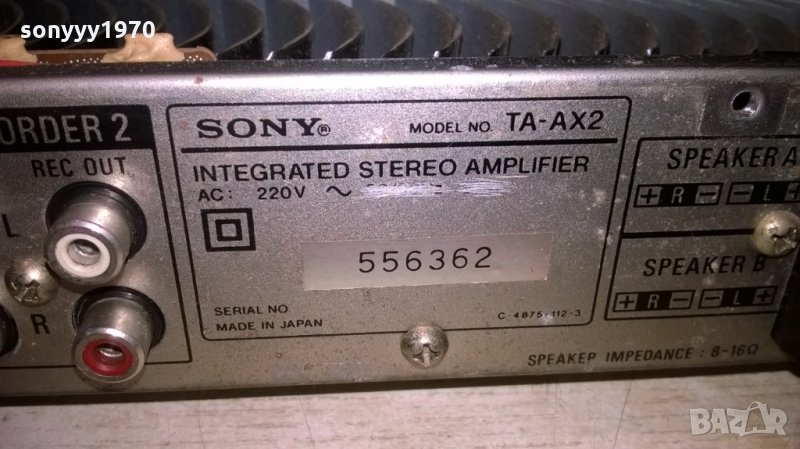 sonyyy1970
ORDER 2
REC OUT
L
R
SONY®
MODEL NO. TA-AX2
INTEGRATED STEREO AMPLIFIER
AC: 220V ~
556362
SERIAL NO.
MADE IN JAPAN
C 4875-112-3
SPEAKER A
+ R − − L +
SPEAKER B
+ R − − L +
SPEAKER IMPEDANCE : 8-16Ω
BAZAR